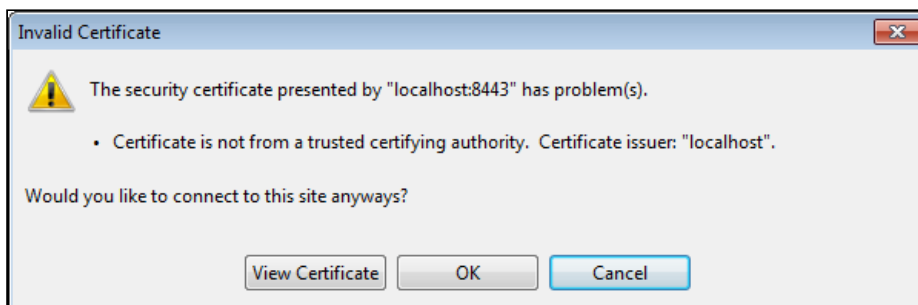 Invalid Certificate
The security certificate presented by "localhost:8443" has problem(s).
• Certificate is not from a trusted certifying authority. Certificate issuer: "localhost".
Would you like to connect to this site anyways?
View Certificate OK Cancel